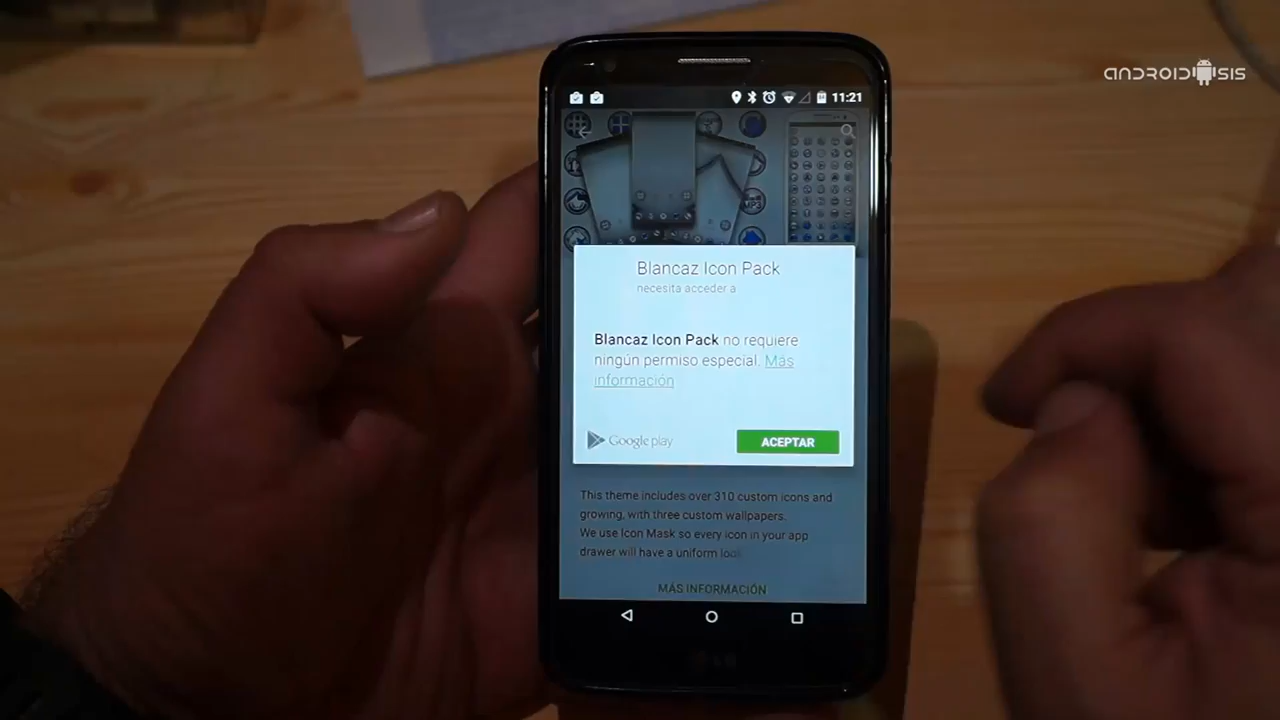 ANDROIDSIS
11:21
MP3
Blancaz Icon Pack
necesita acceder a
Blancaz Icon Pack no requiere
ningún permiso especial. Más
información
Google play
ACEPTAR
This theme includes over 310 custom icons and
growing, with three custom wallpapers.
We use Icon Mask so every icon in your app
drawer will have a uniform look
MÁS INFORMACIÓN
LG